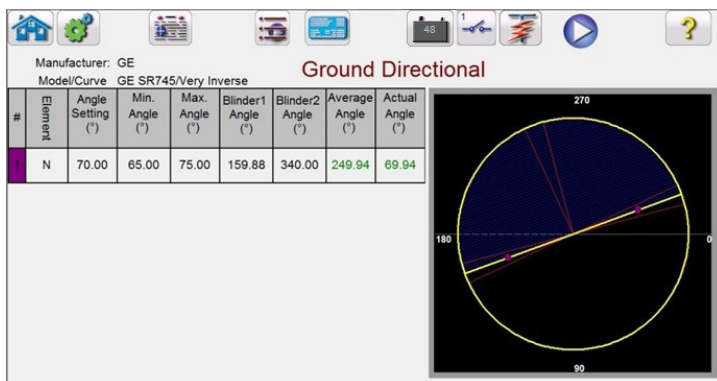 48
1
?
Manufacturer: GE
Model/Curve GE SR745/Very Inverse
Ground Directional
# Element Angle Setting (°) Min. Angle (°) Max. Angle (°) Blinder1 Angle (°) Blinder2 Angle (°) Average Angle (°) Actual Angle (°)
1 N 70.00 65.00 75.00 159.88 340.00 249.94 69.94
270
180
0
90